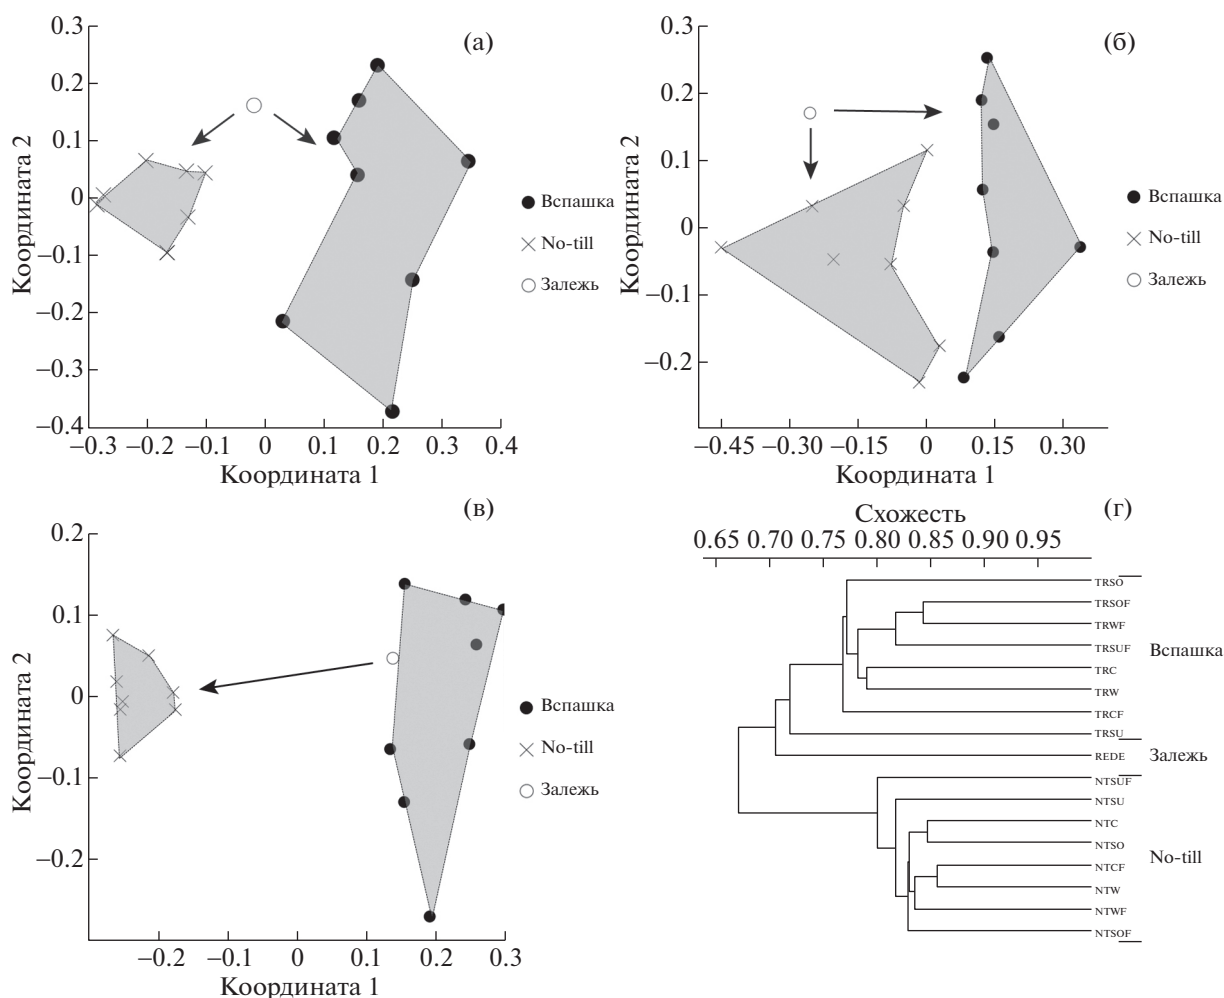 (а)
0.3
0.2
0.1
0
−0.1
−0.2
−0.3
−0.4
Координата 2
−0.3 −0.2 −0.1 0 0.1 0.2 0.3 0.4
Координата 1
Вспашка
No-till
Залежь
(б)
0.3
0.2
0.1
0
−0.1
−0.2
Координата 2
−0.45 −0.30 −0.15 0 0.15 0.30
Координата 1
Вспашка
No-till
Залежь
(в)
0.2
0.1
0
−0.1
−0.2
Координата 2
−0.2 −0.1 0 0.1 0.2 0.3
Координата 1
Вспашка
No-till
Залежь
(г)
Схожесть
0.65 0.70 0.75 0.80 0.85 0.90 0.95
TRSO
TRSOF
TRWF
TRSUF
TRC
TRW
TRCF
TRSU
REDE
NTSUF
NTSU
NTC
NTSO
NTCF
NTW
NTWF
NTSOF
Вспашка
Залежь
No-till